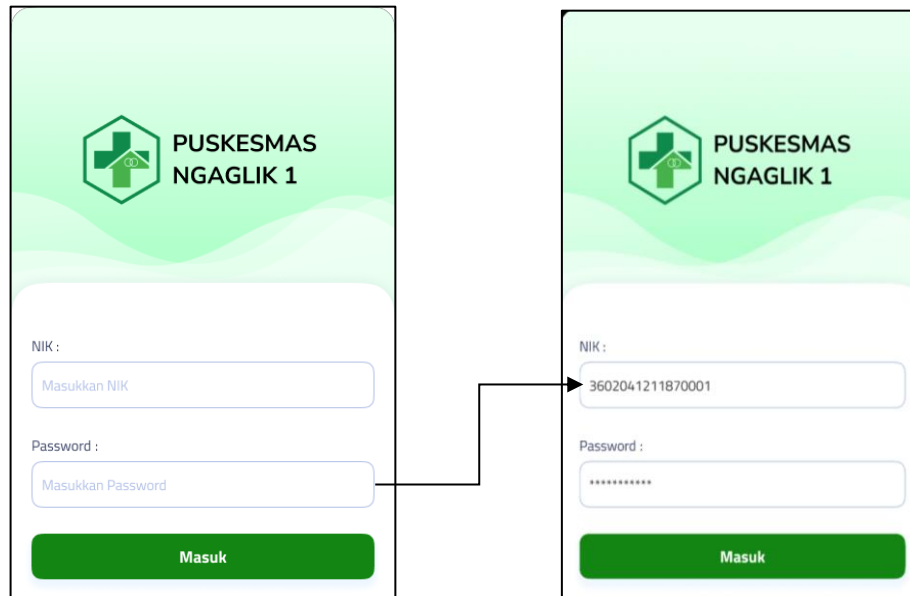 PUSKESMAS
NGAGLIK 1
NIK :
Masukkan NIK
Password :
Masukkan Password
Masuk
PUSKESMAS
NGAGLIK 1
NIK :
3602041211870001
Password :
***********
Masuk